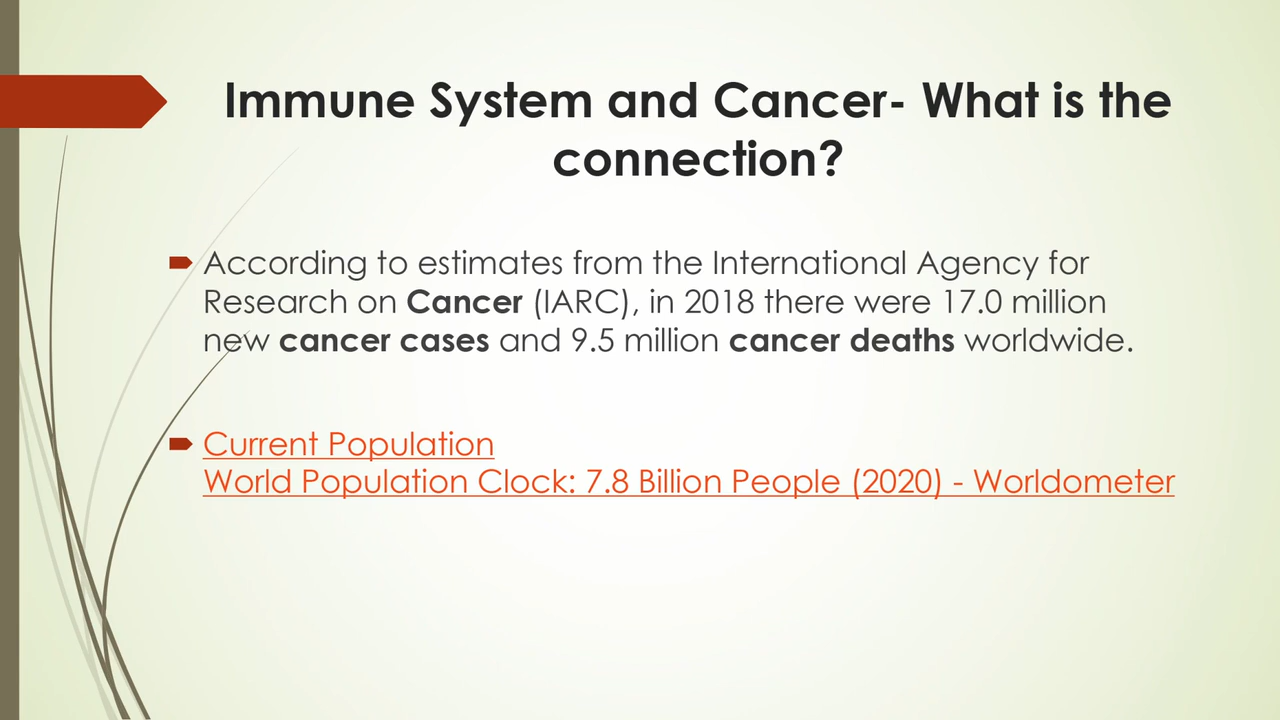 Immune System and Cancer- What is the
connection?
According to estimates from the International Agency for
Research on Cancer (IARC), in 2018 there were 17.0 million
new cancer cases and 9.5 million cancer deaths worldwide.
Current Population
World Population Clock: 7.8 Billion People (2020) - Worldometer